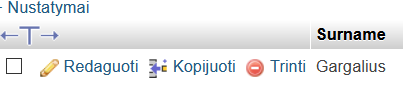 - Nustatymai
←T→ Surname
Redaguoti Kopijuoti Trinti Gargalius